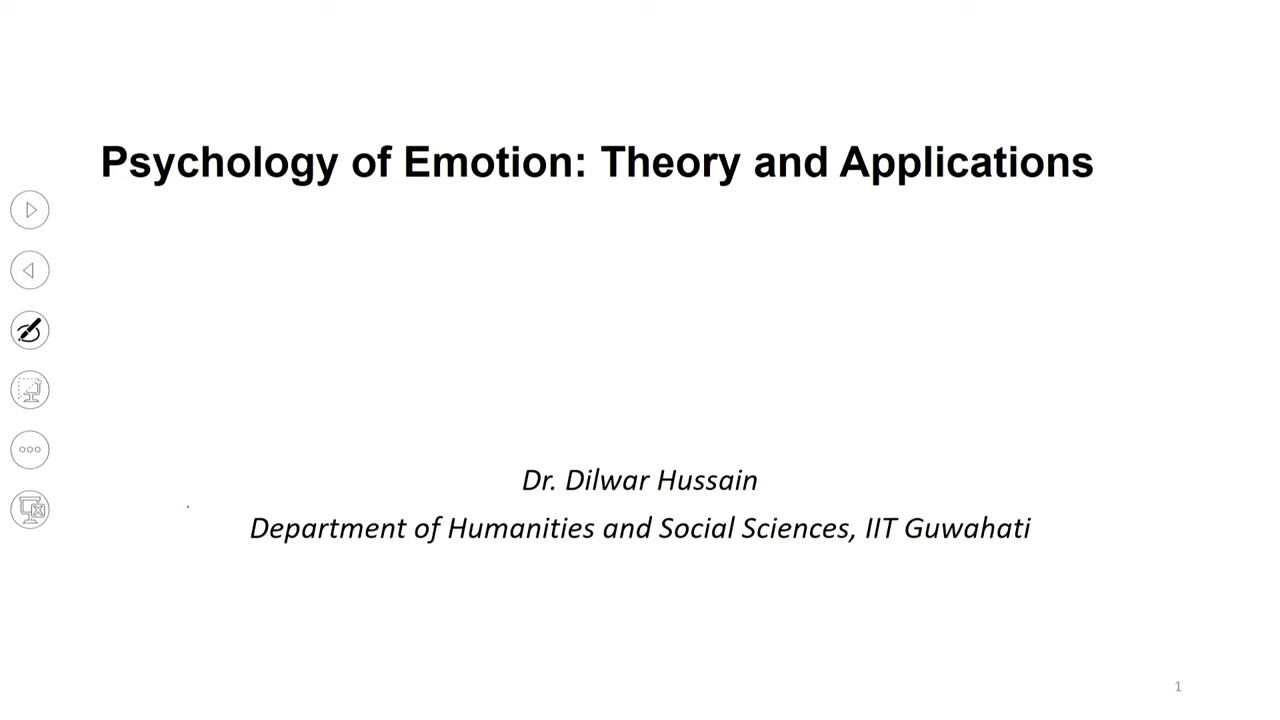 Psychology of Emotion: Theory and Applications
Dr. Dilwar Hussain
Department of Humanities and Social Sciences, IIT Guwahati
1